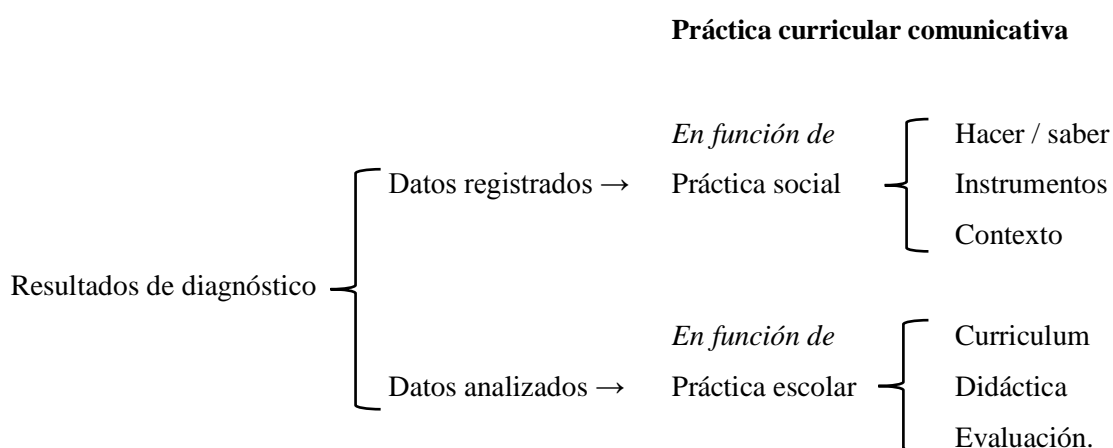 Práctica curricular comunicativa
En función de
Hacer / saber
Datos registrados → Práctica social
Instrumentos
Contexto
Resultados de diagnóstico
En función de
Curriculum
Datos analizados → Práctica escolar
Didáctica
Evaluación.